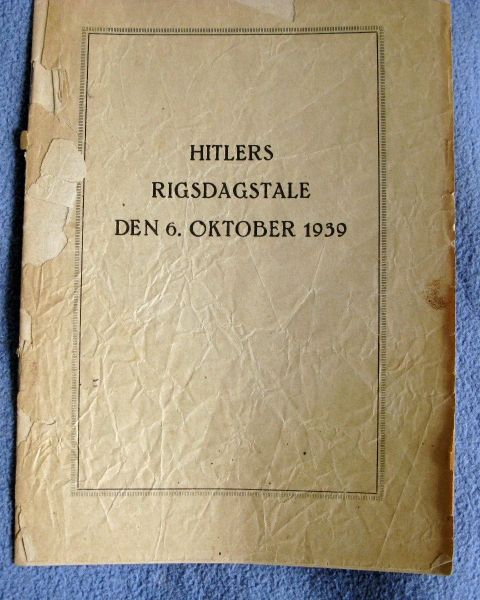 HITLERS
RIGSDAGSTALE
DEN 6. OKTOBER 1939